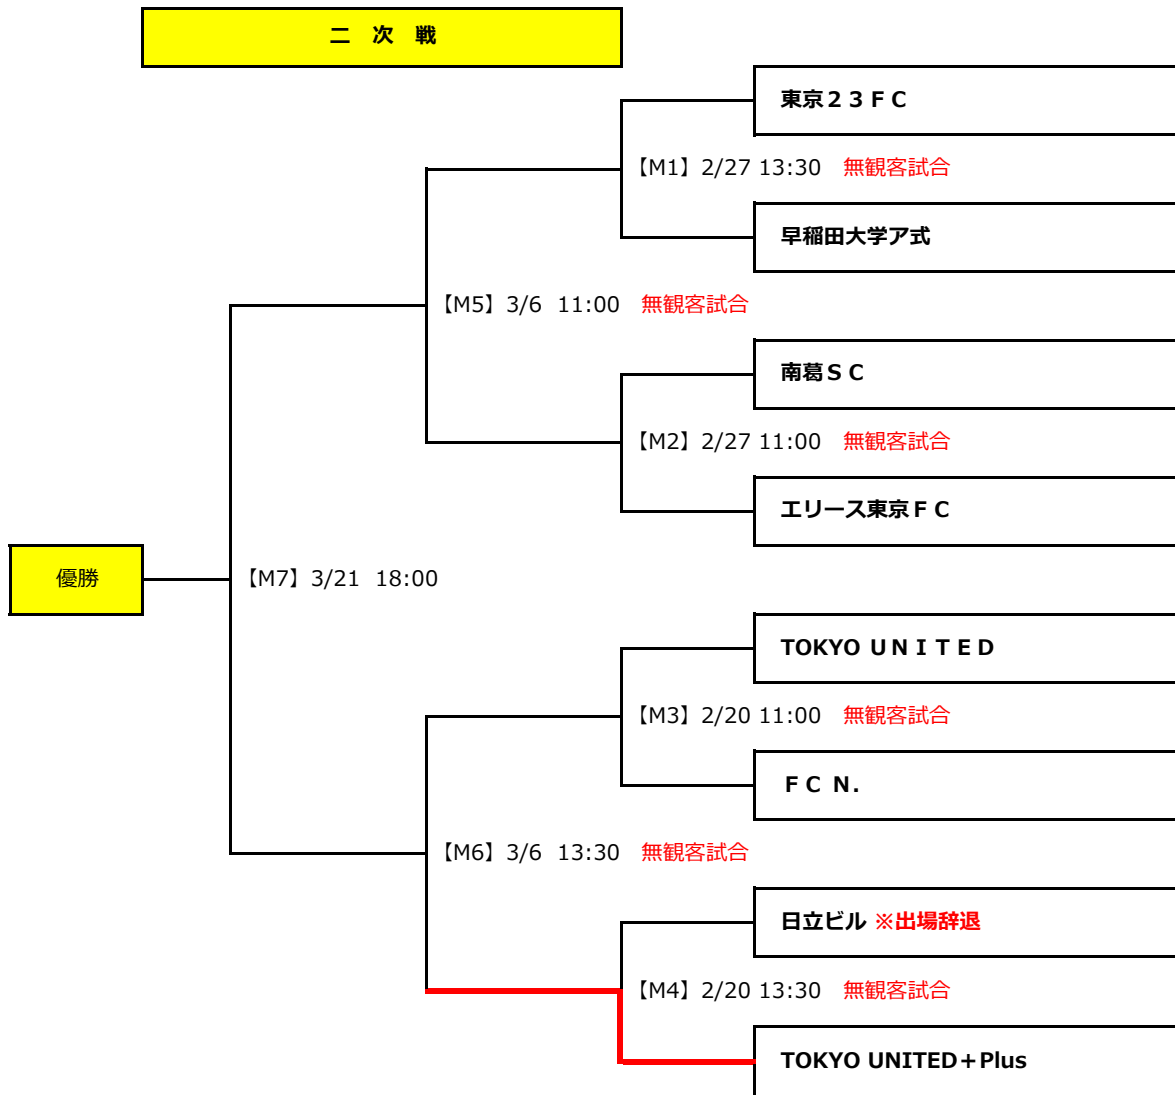 二 次 戦
東京２３ＦＣ
【M1】2/27 13:30 無観客試合
早稲田大学ア式
【M5】3/6 11:00 無観客試合
南葛ＳＣ
【M2】2/27 11:00 無観客試合
エリース東京ＦＣ
優勝
【M7】3/21 18:00
TOKYO ＵＮＩＴＥＤ
【M3】2/20 11:00 無観客試合
ＦＣ N.
【M6】3/6 13:30 無観客試合
日立ビル ※出場辞退
【M4】2/20 13:30 無観客試合
TOKYO UNITED＋Plus